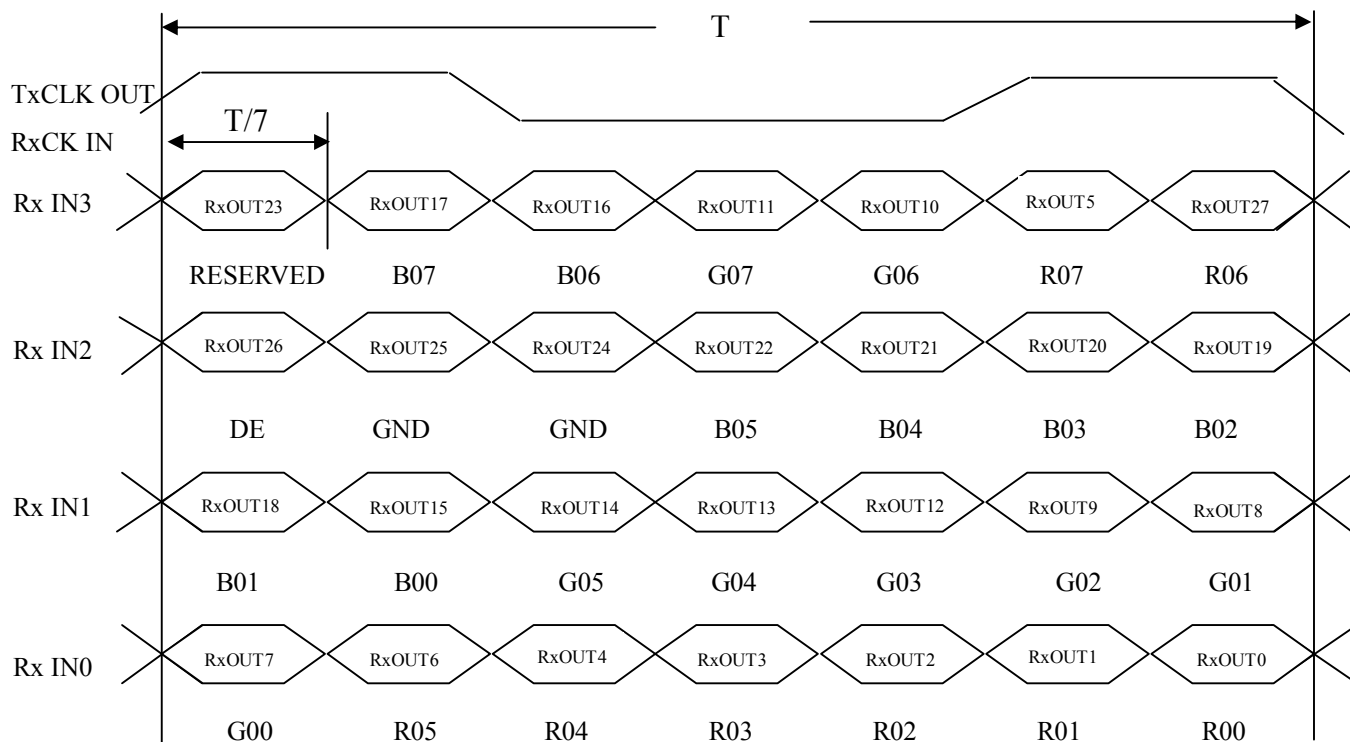 T
TxCLK OUT
T/7
RxCK IN
Rx IN3 RxOUT23 RxOUT17 RxOUT16 RxOUT11 RxOUT10 RxOUT5 RxOUT27
RESERVED B07 B06 G07 G06 R07 R06
Rx IN2 RxOUT26 RxOUT25 RxOUT24 RxOUT22 RxOUT21 RxOUT20 RxOUT19
DE GND GND B05 B04 B03 B02
Rx IN1 RxOUT18 RxOUT15 RxOUT14 RxOUT13 RxOUT12 RxOUT9 RxOUT8
B01 B00 G05 G04 G03 G02 G01
Rx IN0 RxOUT7 RxOUT6 RxOUT4 RxOUT3 RxOUT2 RxOUT1 RxOUT0
G00 R05 R04 R03 R02 R01 R00